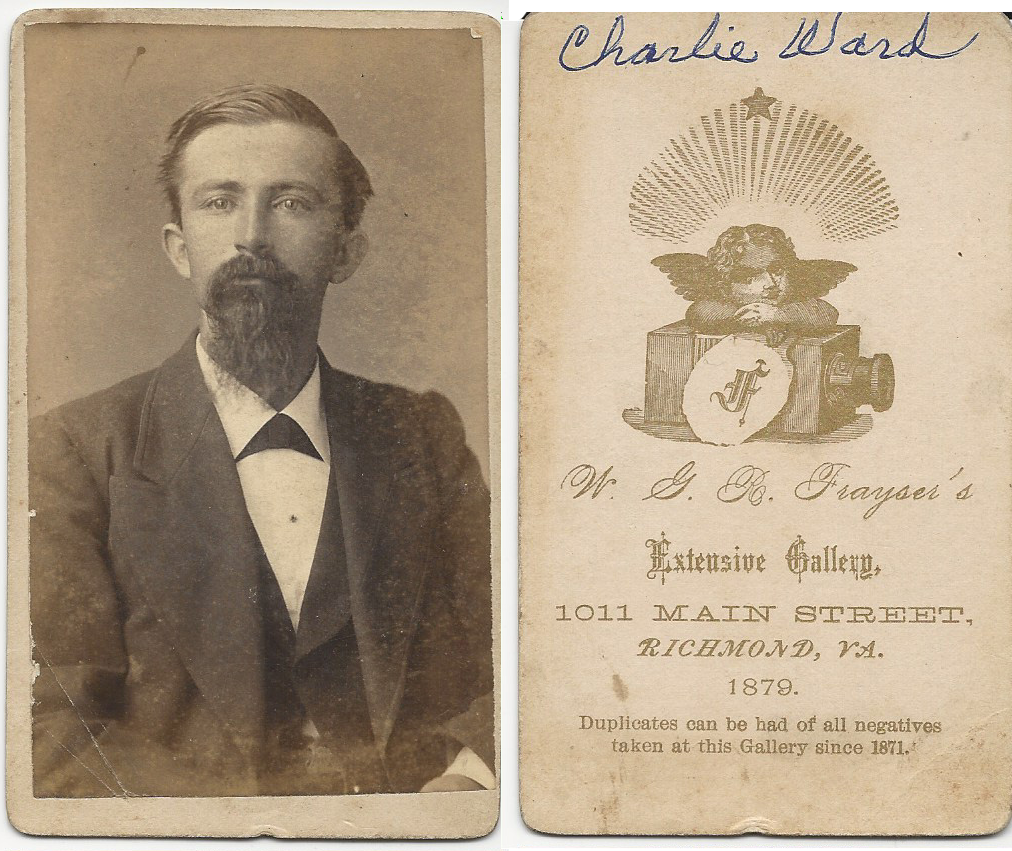 Charlie Ward
F
W. G. R. Frayser's
Extensive Gallery,
1011 MAIN STREET,
RICHMOND, VA.
1879.
Duplicates can be had of all negatives
taken at this Gallery since 1871.